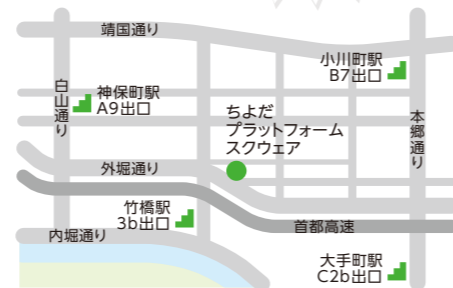 靖国通り
小川町駅
B7出口
白山通り
神保町駅
A9出口
ちよだ
プラットフォーム
スクウェア
本郷通り
外堀通り
竹橋駅
3b出口
首都高速
内堀通り
大手町駅
C2b出口